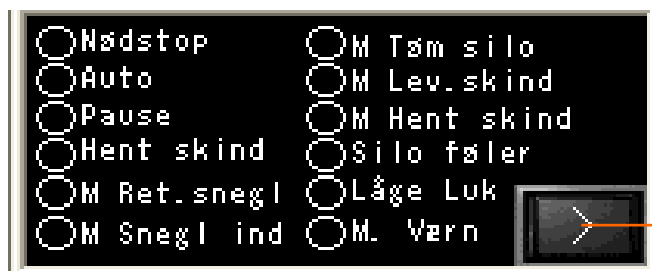 Nødstop
Auto
Pause
Hent skind
M Ret.snegl
M Snegl ind
M Tøm silo
M Lev.skind
M Hent skind
Silo føler
Låge Luk
M. Værn